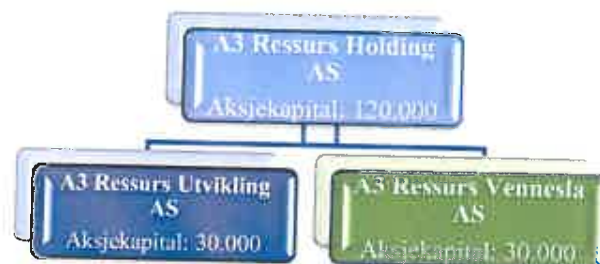 A3 Ressurs Holding
AS
Aksjekapital: 120.000
A3 Ressurs Utvikling
AS
Aksjekapital: 30.000
A3 Ressurs Vennesla
AS
Aksjekapital: 30.000